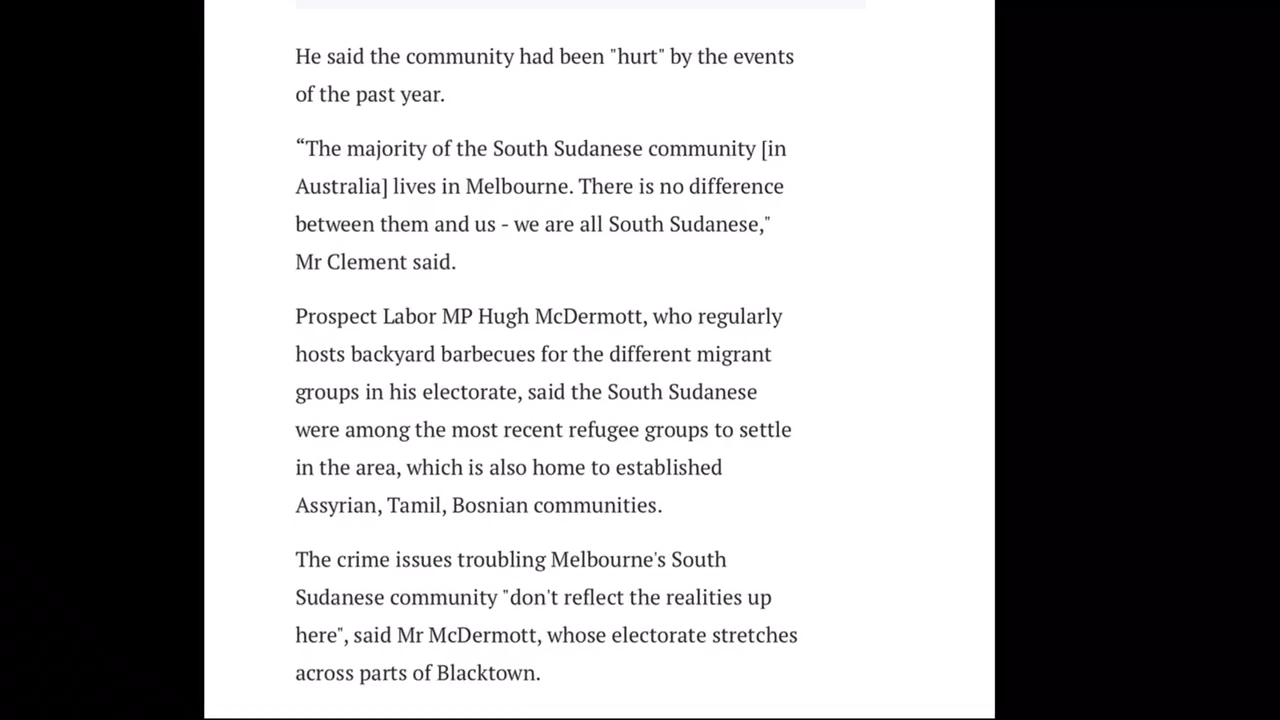 He said the community had been "hurt" by the events
of the past year.
“The majority of the South Sudanese community [in
Australia] lives in Melbourne. There is no difference
between them and us - we are all South Sudanese,"
Mr Clement said.
Prospect Labor MP Hugh McDermott, who regularly
hosts backyard barbecues for the different migrant
groups in his electorate, said the South Sudanese
were among the most recent refugee groups to settle
in the area, which is also home to established
Assyrian, Tamil, Bosnian communities.
The crime issues troubling Melbourne's South
Sudanese community "don't reflect the realities up
here", said Mr McDermott, whose electorate stretches
across parts of Blacktown.